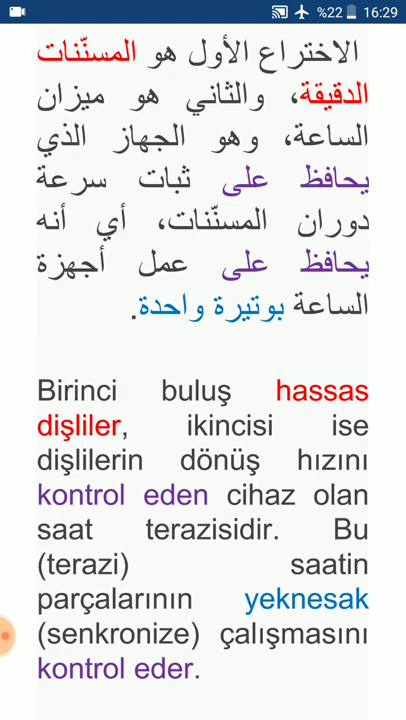 %22 16:29
الاختراع الأول هو المسنّنات
الدقيقة، والثاني هو ميزان
الساعة، وهو الجهاز الذي
يحافظ على ثبات سرعة
دوران المسنّنات، أي أنه
يحافظ على عمل أجهزة
الساعة بوتيرة واحدة.
Birinci buluş hassas
dişliler, ikincisi ise
dişlilerin dönüş hızını
kontrol eden cihaz olan
saat terazisidir. Bu
(terazi) saatin
parçalarının yeknesak
(senkronize) çalışmasını
kontrol eder.